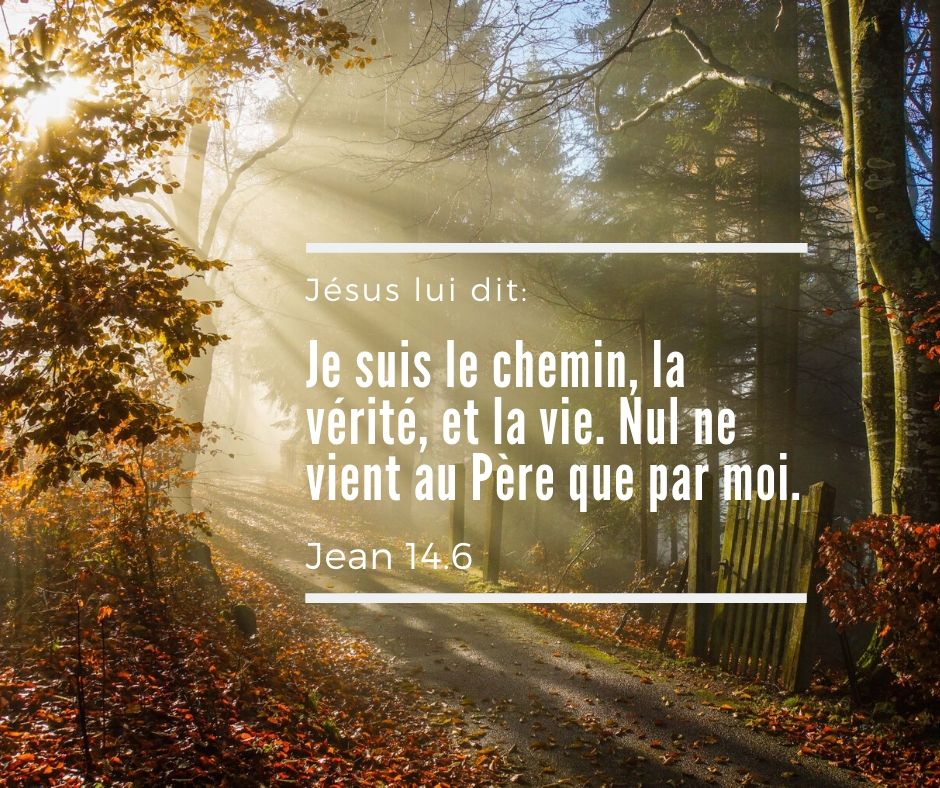 Jésus lui dit:
Je suis le chemin, la
vérité, et la vie. Nul ne
vient au Père que par moi.
Jean 14.6